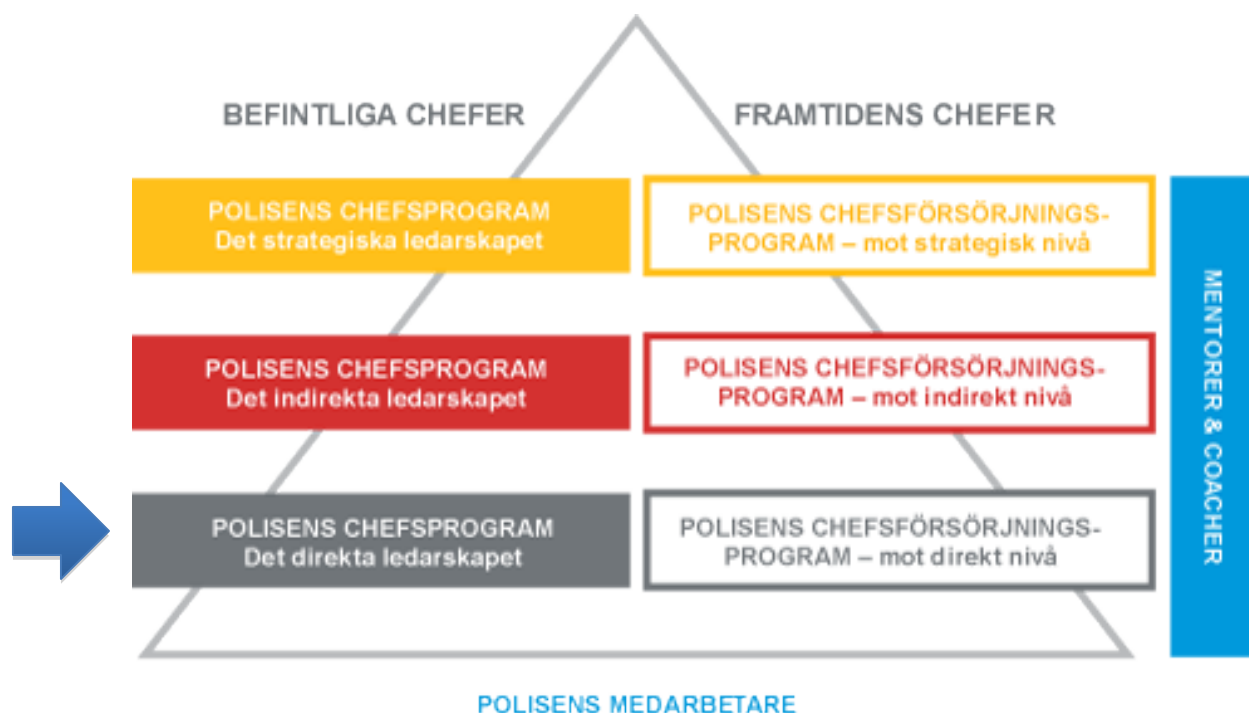 BEFINTLIGA CHEFER
FRAMTIDENS CHEFER
POLISENS CHEFSPROGRAM
Det strategiska ledarskapet
POLISENS CHEFSFÖRSÖRJNINGS-
PROGRAM – mot strategisk nivå
POLISENS CHEFSPROGRAM
Det indirekta ledarskapet
POLISENS CHEFSFÖRSÖRJNINGS-
PROGRAM – mot indirekt nivå
POLISENS CHEFSPROGRAM
Det direkta ledarskapet
POLISENS CHEFSFÖRSÖRJNINGS-
PROGRAM – mot direkt nivå
MENTORER & COACHER
POLISENS MEDARBETARE